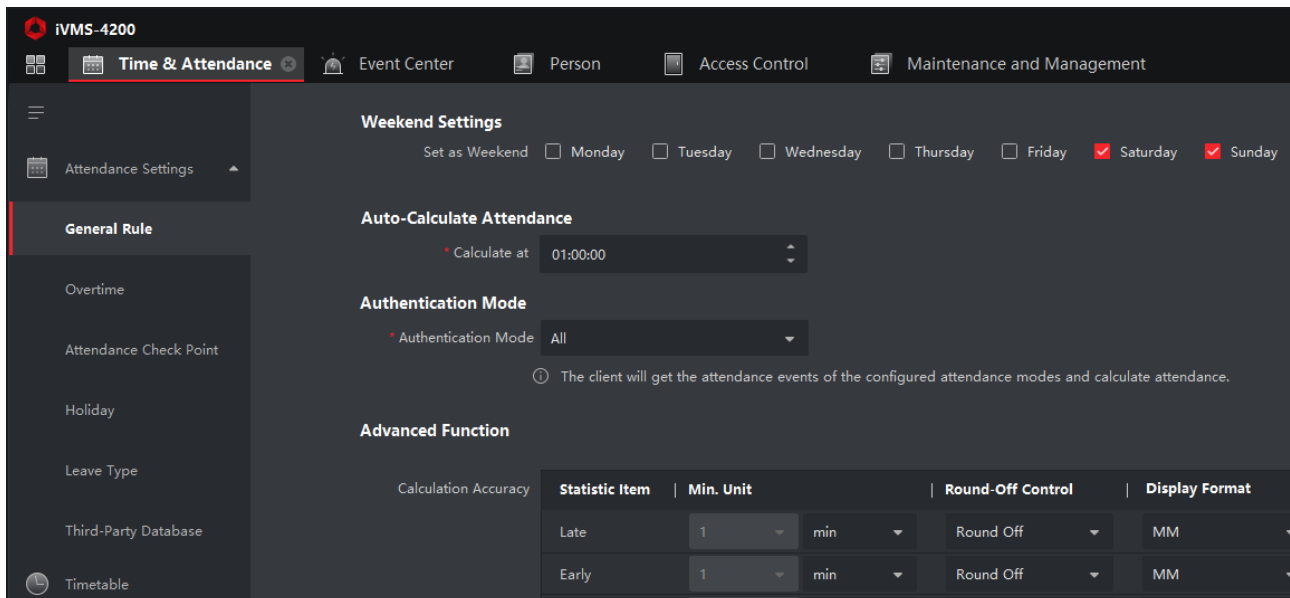 iVMS-4200
Time & Attendance Event Center Person Access Control Maintenance and Management
Weekend Settings
Set as Weekend Monday Tuesday Wednesday Thursday Friday Saturday Sunday
Attendance Settings
Auto-Calculate Attendance
General Rule
* Calculate at 01:00:00
Overtime
Authentication Mode
* Authentication Mode All
Attendance Check Point
The client will get the attendance events of the configured attendance modes and calculate attendance.
Holiday
Advanced Function
Leave Type
Calculation Accuracy Statistic Item | Min. Unit | Round-Off Control | Display Format
Third-Party Database
Late 1 min Round Off MM
Early 1 min Round Off MM
Timetable